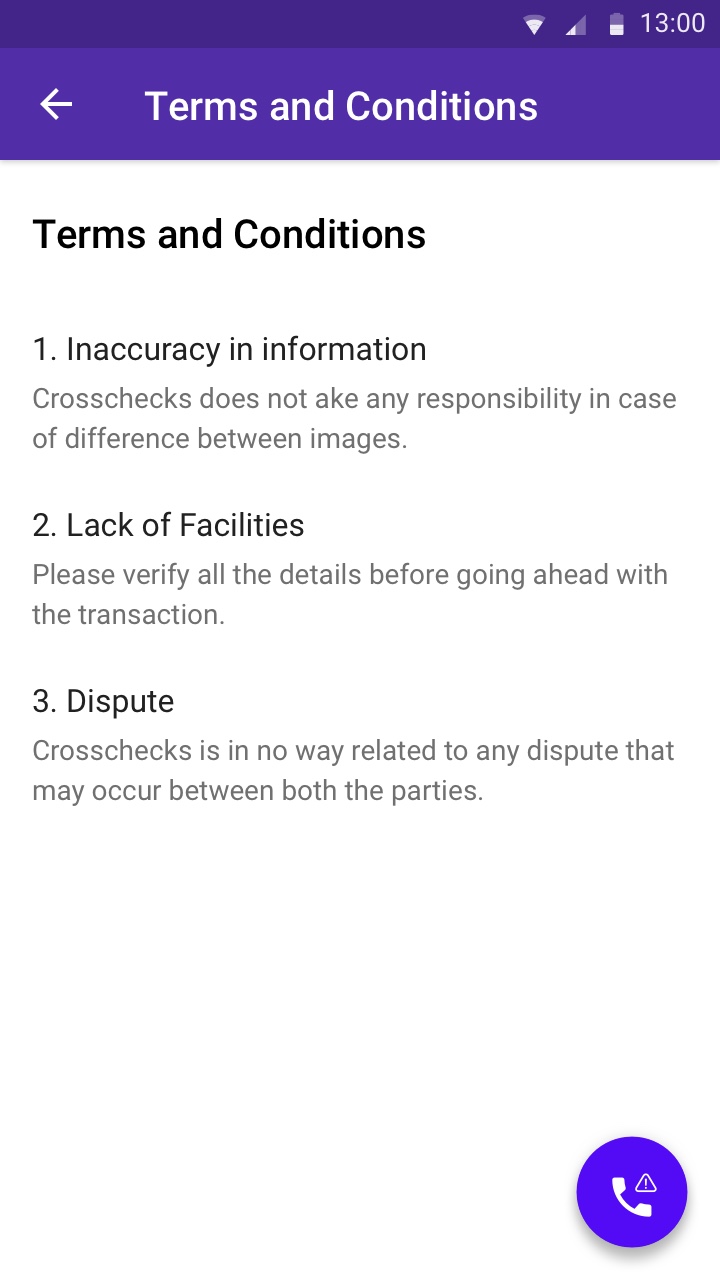 13:00
Terms and Conditions
Terms and Conditions
1. Inaccuracy in information
Crosschecks does not ake any responsibility in case
of difference between images.
2. Lack of Facilities
Please verify all the details before going ahead with
the transaction.
3. Dispute
Crosschecks is in no way related to any dispute that
may occur between both the parties.